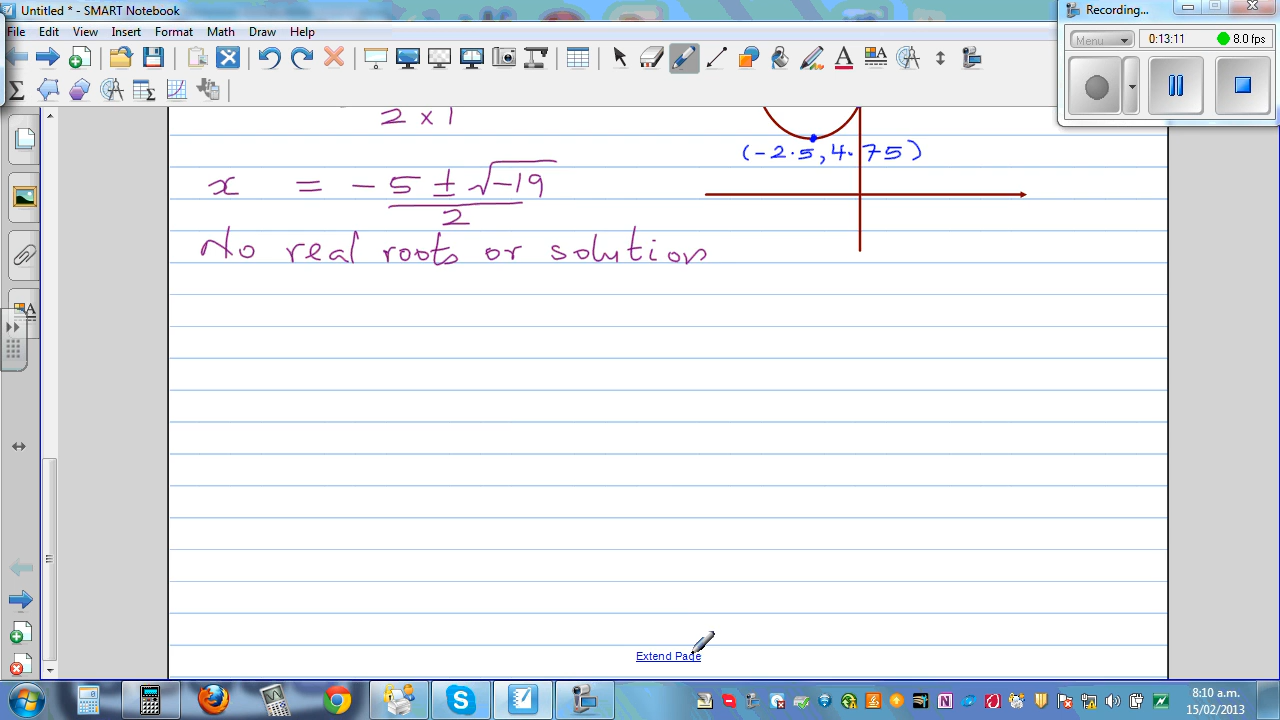 Untitled * - SMART Notebook
Recording...
File Edit View Insert Format Math Draw Help
Menu
0:13:11
8.0 fps
2 × 1
(-2.5, 4.75)
x = -5 ± √-19
2
No real roots or solution
Extend Page
8:10 a.m.
15/02/2013